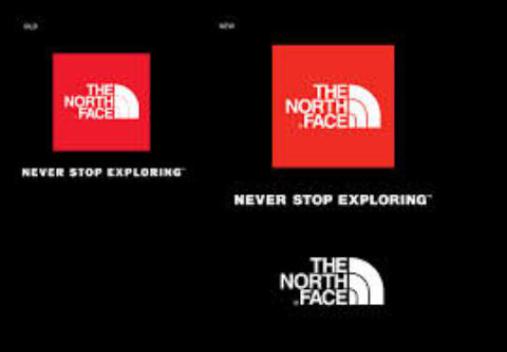 OLD
THE
NORTH
FACE
NEVER STOP EXPLORING™
NEW
THE
NORTH
FACE
NEVER STOP EXPLORING™
THE
NORTH
FACE